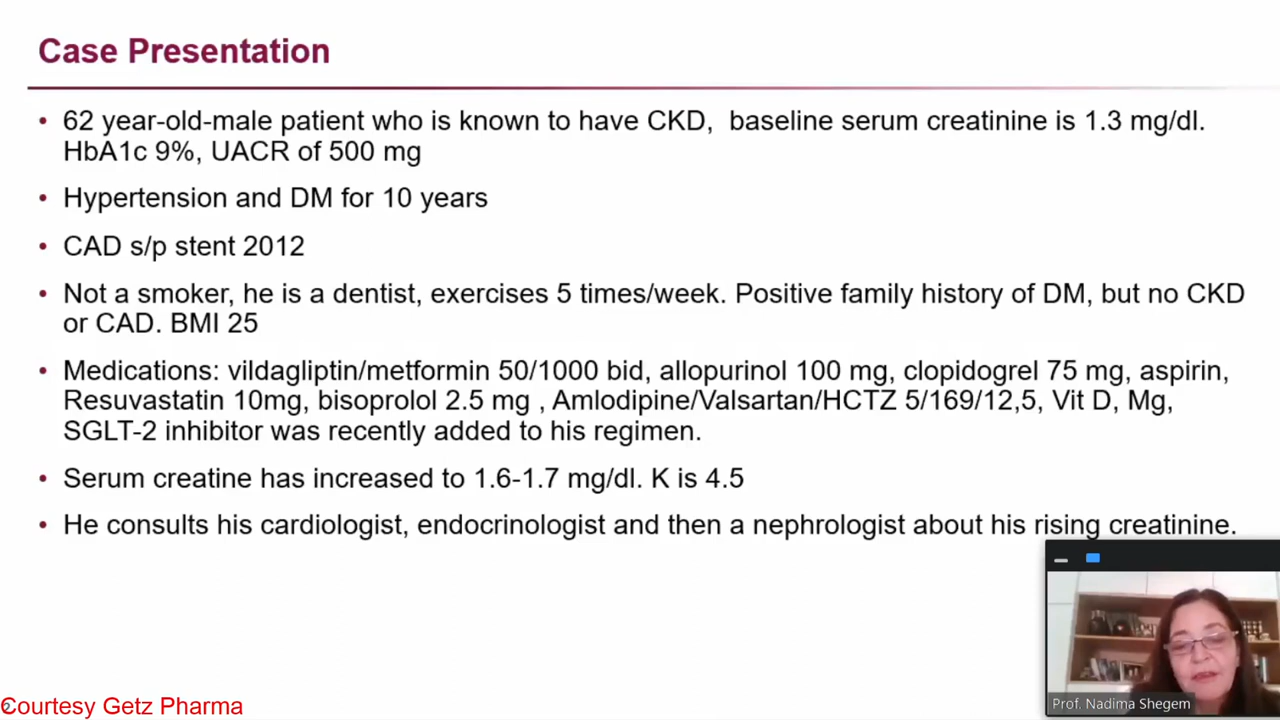 Case Presentation
• 62 year-old-male patient who is known to have CKD, baseline serum creatinine is 1.3 mg/dl.
HbA1c 9%, UACR of 500 mg
• Hypertension and DM for 10 years
• CAD s/p stent 2012
• Not a smoker, he is a dentist, exercises 5 times/week. Positive family history of DM, but no CKD
or CAD. BMI 25
• Medications: vildagliptin/metformin 50/1000 bid, allopurinol 100 mg, clopidogrel 75 mg, aspirin,
Resuvastatin 10mg, bisoprolol 2.5 mg , Amlodipine/Valsartan/HCTZ 5/169/12,5, Vit D, Mg,
SGLT-2 inhibitor was recently added to his regimen.
• Serum creatine has increased to 1.6-1.7 mg/dl. K is 4.5
• He consults his cardiologist, endocrinologist and then a nephrologist about his rising creatinine.
Prof. Nadima Shegem
Courtesy Getz Pharma